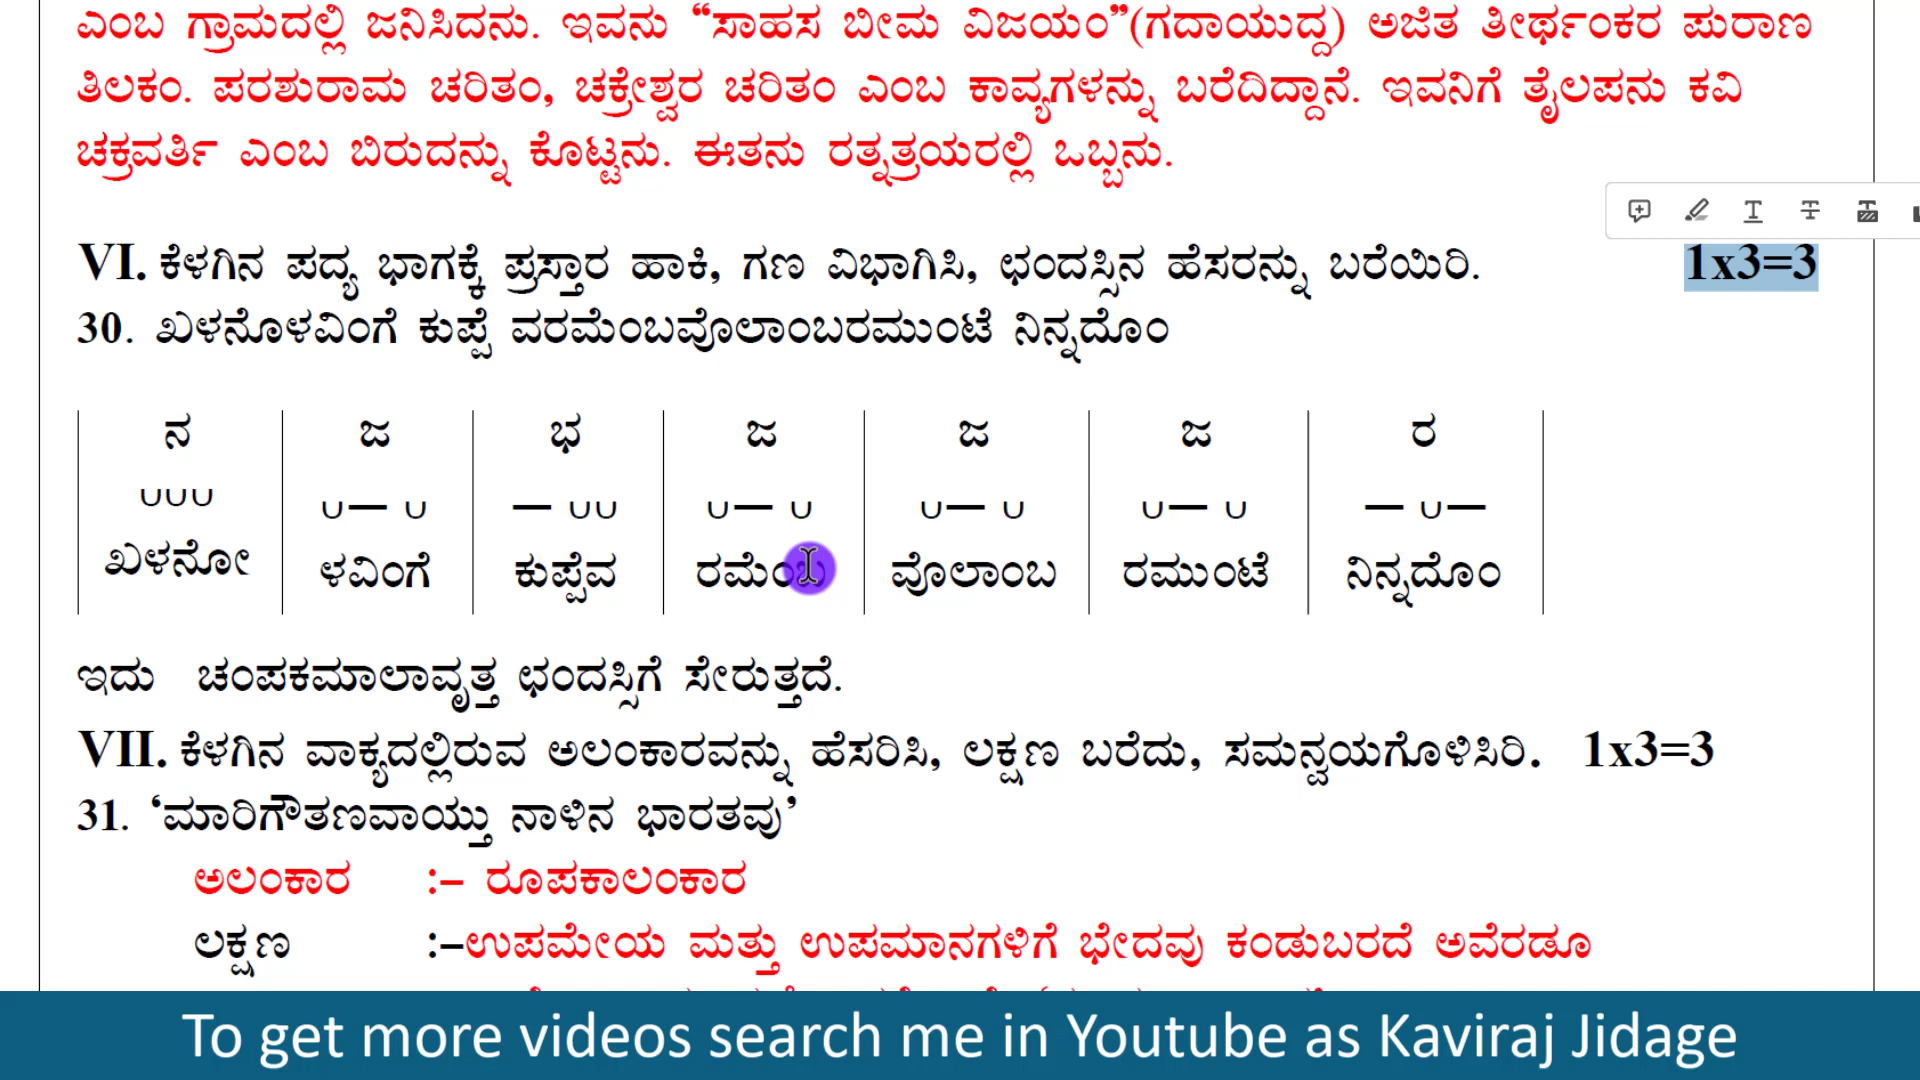 ಎಂಬ ಗ್ರಾಮದಲ್ಲಿ ಜನಿಸಿದನು. ಇವನು “ಸಾಹಸ ಬೀಮ ವಿಜಯಂ”(ಗದಾಯುದ್ದ) ಅಜಿತ ತೀರ್ಥಂಕರ ಪುರಾಣ
ತಿಲಕಂ. ಪರಶುರಾಮ ಚರಿತಂ, ಚಕ್ರೇಶ್ವರ ಚರಿತಂ ಎಂಬ ಕಾವ್ಯಗಳನ್ನು ಬರೆದಿದ್ದಾನೆ. ಇವನಿಗೆ ತೈಲಪನು ಕವಿ
ಚಕ್ರವರ್ತಿ ಎಂಬ ಬಿರುದನ್ನು ಕೊಟ್ಟನು. ಈತನು ರತ್ನತ್ರಯರಲ್ಲಿ ಒಬ್ಬನು.
VI. ಕೆಳಗಿನ ಪದ್ಯ ಭಾಗಕ್ಕೆ ಪ್ರಸ್ತಾರ ಹಾಕಿ, ಗಣ ವಿಭಾಗಿಸಿ, ಛಂದಸ್ಸಿನ ಹೆಸರನ್ನು ಬರೆಯಿರಿ. 1x3=3
30. ಖಳನೊಳವಿಂಗೆ ಕುಪ್ಪೆ ವರಮೆಂಬವೊಲಾಂಬರಮುಂಟೆ ನಿನ್ನದೊಂ
ನ ಜ ಭ ಜ ಜ ಜ ರ
∪∪∪ ∪— ∪ — ∪∪ ∪— ∪ ∪— ∪ ∪— ∪ — ∪—
ಖಳನೋ ಳವಿಂಗೆ ಕುಪ್ಪೆವ ರಮೆಂಬ ವೊಲಾಂಬ ರಮುಂಟೆ ನಿನ್ನದೊಂ
ಇದು ಚಂಪಕಮಾಲಾವೃತ್ತ ಛಂದಸ್ಸಿಗೆ ಸೇರುತ್ತದೆ.
VII. ಕೆಳಗಿನ ವಾಕ್ಯದಲ್ಲಿರುವ ಅಲಂಕಾರವನ್ನು ಹೆಸರಿಸಿ, ಲಕ್ಷಣ ಬರೆದು, ಸಮನ್ವಯಗೊಳಿಸಿರಿ. 1x3=3
31. ‘ಮಾರಿಗೌತಣವಾಯ್ತು ನಾಳಿನ ಭಾರತವು’
ಅಲಂಕಾರ :– ರೂಪಕಾಲಂಕಾರ
ಲಕ್ಷಣ :–ಉಪಮೇಯ ಮತ್ತು ಉಪಮಾನಗಳಿಗೆ ಭೇದವು ಕಂಡುಬರದೆ ಅವೆರಡೂ
To get more videos search me in Youtube as Kaviraj Jidage